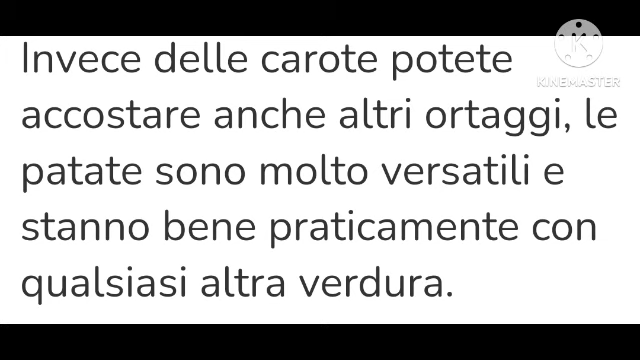 Invece delle carote potete
accostare anche altri ortaggi, le
patate sono molto versatili e
stanno bene praticamente con
qualsiasi altra verdura.
K
KINEMASTER